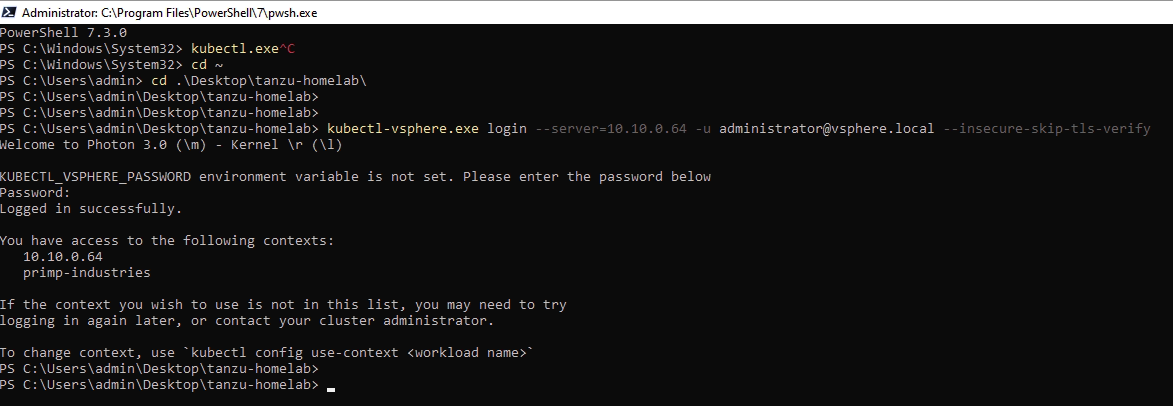 Administrator: C:\Program Files\PowerShell\7\pwsh.exe
PowerShell 7.3.0
PS C:\Windows\System32> kubectl.exe^C
PS C:\Windows\System32> cd ~
PS C:\Users\admin> cd .\Desktop\tanzu-homelab\
PS C:\Users\admin\Desktop\tanzu-homelab>
PS C:\Users\admin\Desktop\tanzu-homelab>
PS C:\Users\admin\Desktop\tanzu-homelab> kubectl-vsphere.exe login --server=10.10.0.64 -u administrator@vsphere.local --insecure-skip-tls-verify
Welcome to Photon 3.0 (\m) - Kernel \r (\l)
KUBECTL_VSPHERE_PASSWORD environment variable is not set. Please enter the password below
Password:
Logged in successfully.
You have access to the following contexts:
10.10.0.64
primp-industries
If the context you wish to use is not in this list, you may need to try
logging in again later, or contact your cluster administrator.
To change context, use `kubectl config use-context <workload name>`
PS C:\Users\admin\Desktop\tanzu-homelab>
PS C:\Users\admin\Desktop\tanzu-homelab>